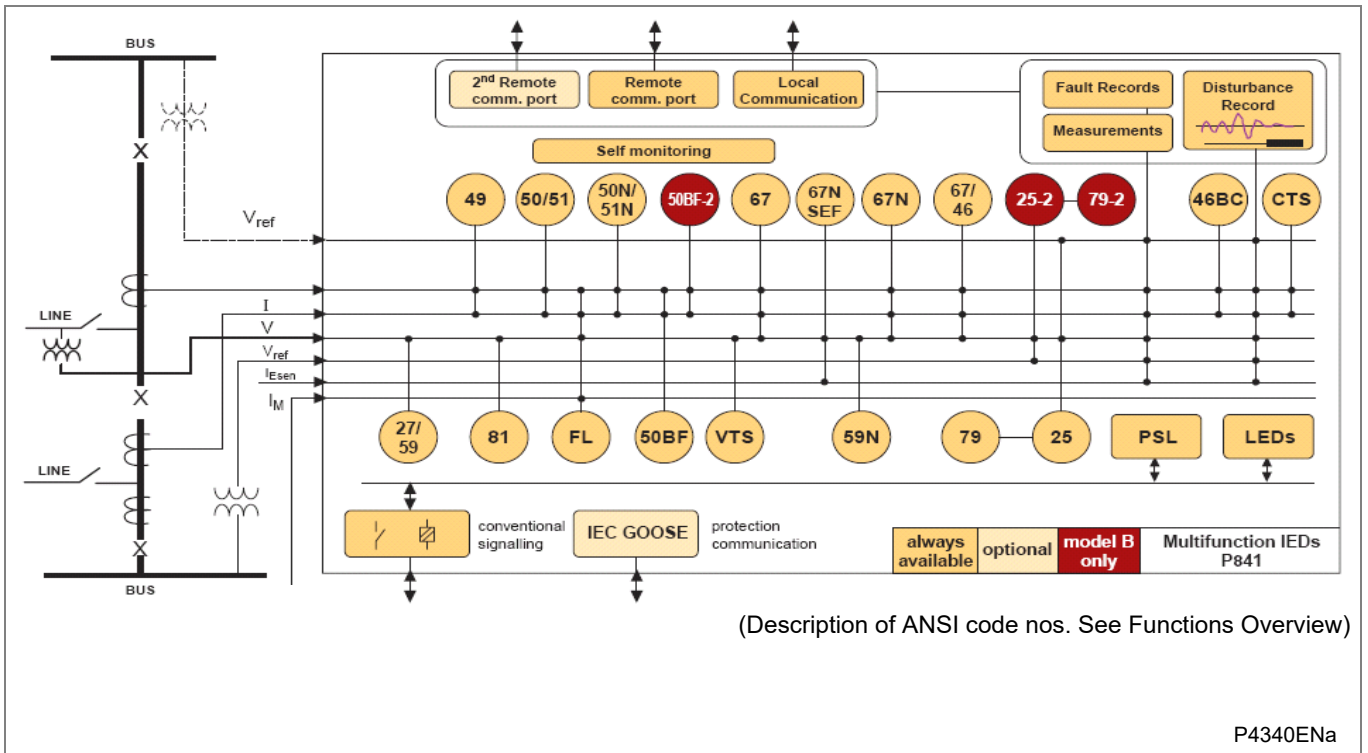 BUS
2nd Remote
comm. port
Remote
comm. port
Local
Communication
Fault Records
Measurements
Disturbance
Record
Self monitoring
49
50/51
50N/
51N
50BF-2
67
67N
SEF
67N
67/
46
25-2
79-2
46BC
CTS
Vref
I
LINE
V
Vref
IEsen
IM
27/
59
81
FL
50BF
VTS
59N
79
25
PSL
LEDs
LINE
conventional
signalling
IEC GOOSE
protection
communication
always
available
optional
model B
only
Multifunction IEDs
P841
BUS
(Description of ANSI code nos. See Functions Overview)
P4340ENa